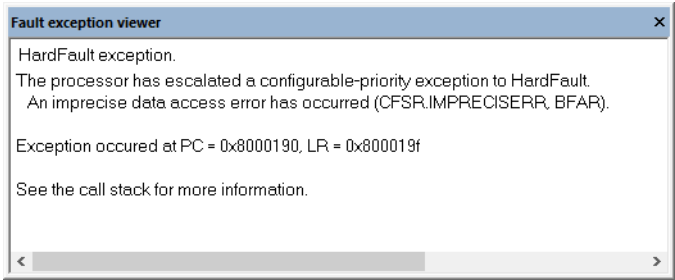 Fault exception viewer
HardFault exception.
The processor has escalated a configurable-priority exception to HardFault.
An imprecise data access error has occurred (CFSR.IMPRECISERR, BFAR).
Exception occured at PC = 0x8000190, LR = 0x800019f
See the call stack for more information.